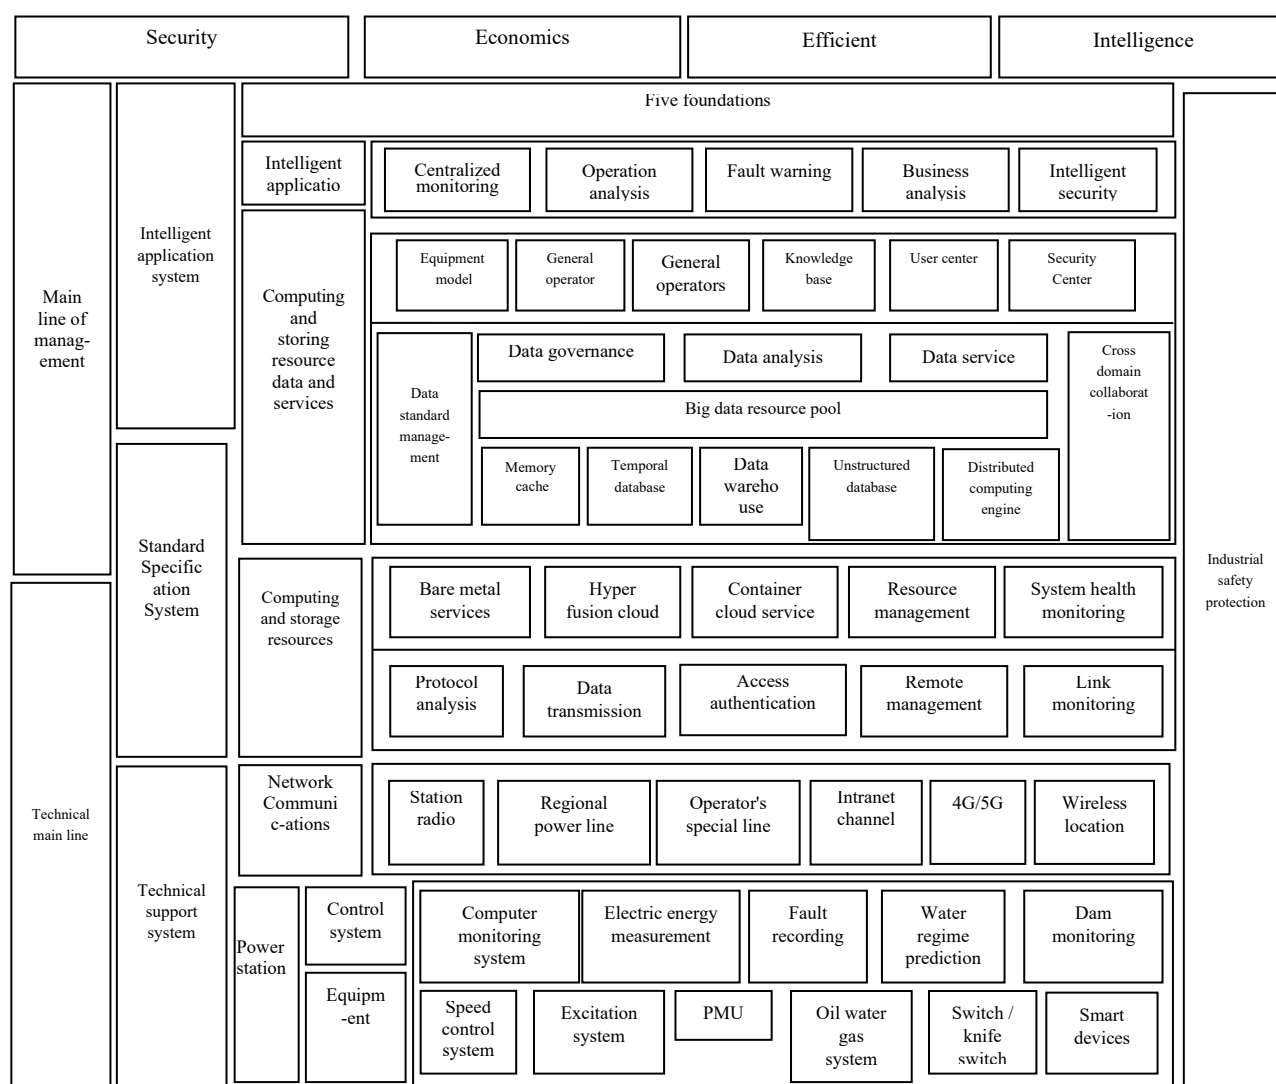 Security
Economics
Efficient
Intelligence
Five foundations
Main
line of
manag-
ement
Intelligent
application
system
Intelligent
applicatio
Centralized
monitoring
Operation
analysis
Fault warning
Business
analysis
Intelligent
security
Computing
and
storing
resource
data and
services
Equipment
model
General
operator
General
operators
Knowledge
base
User center
Security
Center
Data
standard
manage-
ment
Data governance
Data analysis
Data service
Cross
domain
collaborat
-ion
Big data resource pool
Memory
cache
Temporal
database
Data
wareho
use
Unstructured
database
Distributed
computing
engine
Standard
Specific
ation
System
Industrial
safety
protection
Computing
and storage
resources
Bare metal
services
Hyper
fusion cloud
Container
cloud service
Resource
management
System health
monitoring
Protocol
analysis
Data
transmission
Access
authentication
Remote
management
Link
monitoring
Technical
main line
Network
Communi
c-ations
Station
radio
Regional
power line
Operator's
special line
Intranet
channel
4G/5G
Wireless
location
Technical
support
system
Power
station
Control
system
Computer
monitoring
system
Electric energy
measurement
Fault
recording
Water
regime
prediction
Dam
monitoring
Equipm
-ent
Speed
control
system
Excitation
system
PMU
Oil water
gas
system
Switch /
knife
switch
Smart
devices